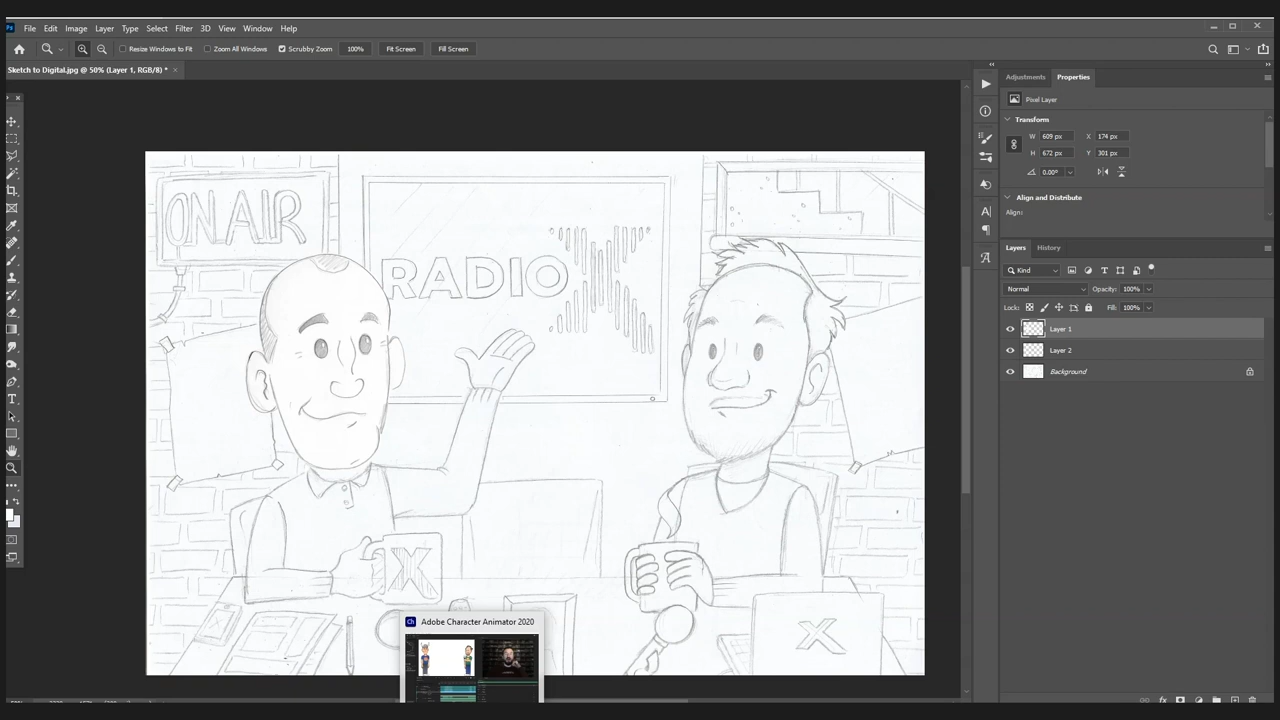 Ps File Edit Image Layer Type Select Filter 3D View Window Help
Resize Windows to Fit Zoom All Windows Scrubby Zoom 100% Fit Screen Fill Screen
Sketch to Digital.jpg @ 50% (Layer 1, RGB/8) * ×
Adjustments Properties
Pixel Layer
Transform
W 609 px X 174 px
H 672 px Y 301 px
0.00°
Align and Distribute
Align:
Layers History
Kind
Normal Opacity: 100%
Lock: Fill: 100%
Layer 1
Layer 2
Background
ON AIR
RADIO
X
X
Ch Adobe Character Animator 2020